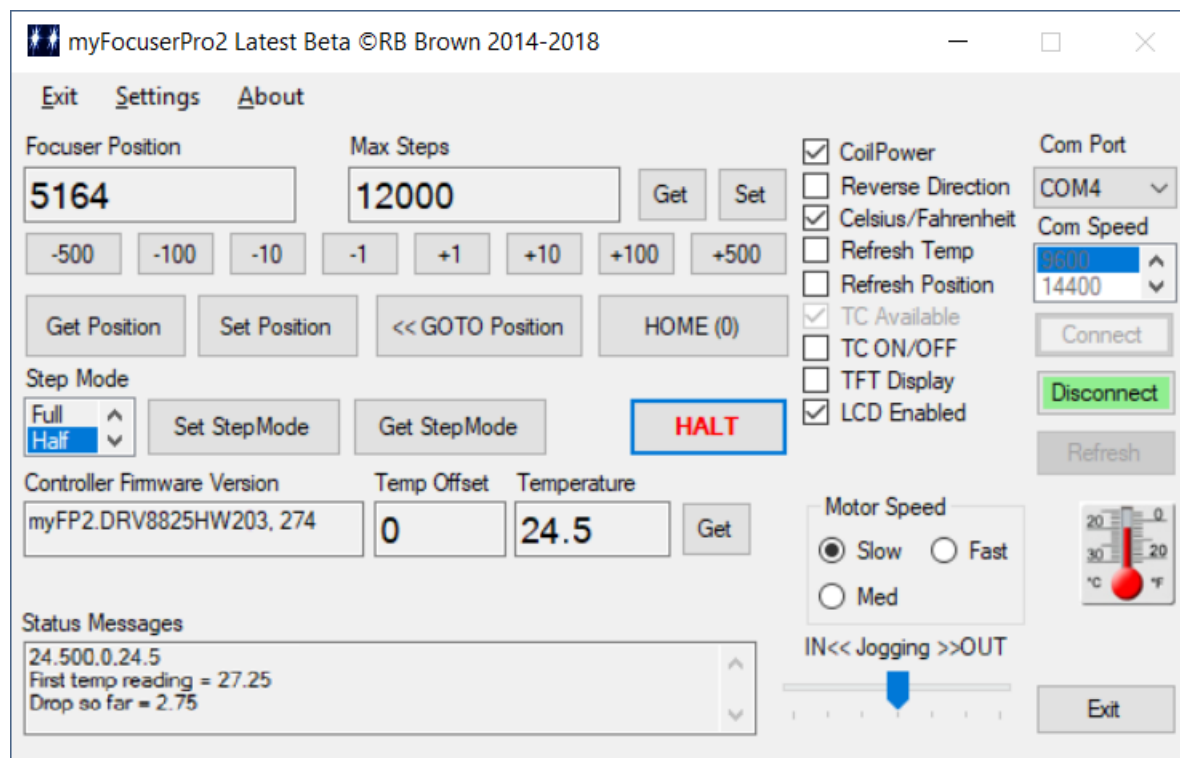 myFocuserPro2 Latest Beta ©RB Brown 2014-2018
Exit Settings About
Focuser Position
Max Steps
5164
12000
Get
Set
-500
-100
-10
-1
+1
+10
+100
+500
Get Position
Set Position
<< GOTO Position
HOME (0)
Step Mode
Full
Half
Set StepMode
Get StepMode
HALT
Controller Firmware Version
Temp Offset
Temperature
myFP2.DRV8825HW203, 274
0
24.5
Get
Status Messages
24.500.0.24.5
First temp reading = 27.25
Drop so far = 2.75
CoilPower
Reverse Direction
Celsius/Fahrenheit
Refresh Temp
Refresh Position
TC Available
TC ON/OFF
TFT Display
LCD Enabled
Motor Speed
Slow
Fast
Med
IN<< Jogging >>OUT
Com Port
COM4
Com Speed
9600
14400
Connect
Disconnect
Refresh
20
0
30
20
°C
°F
Exit